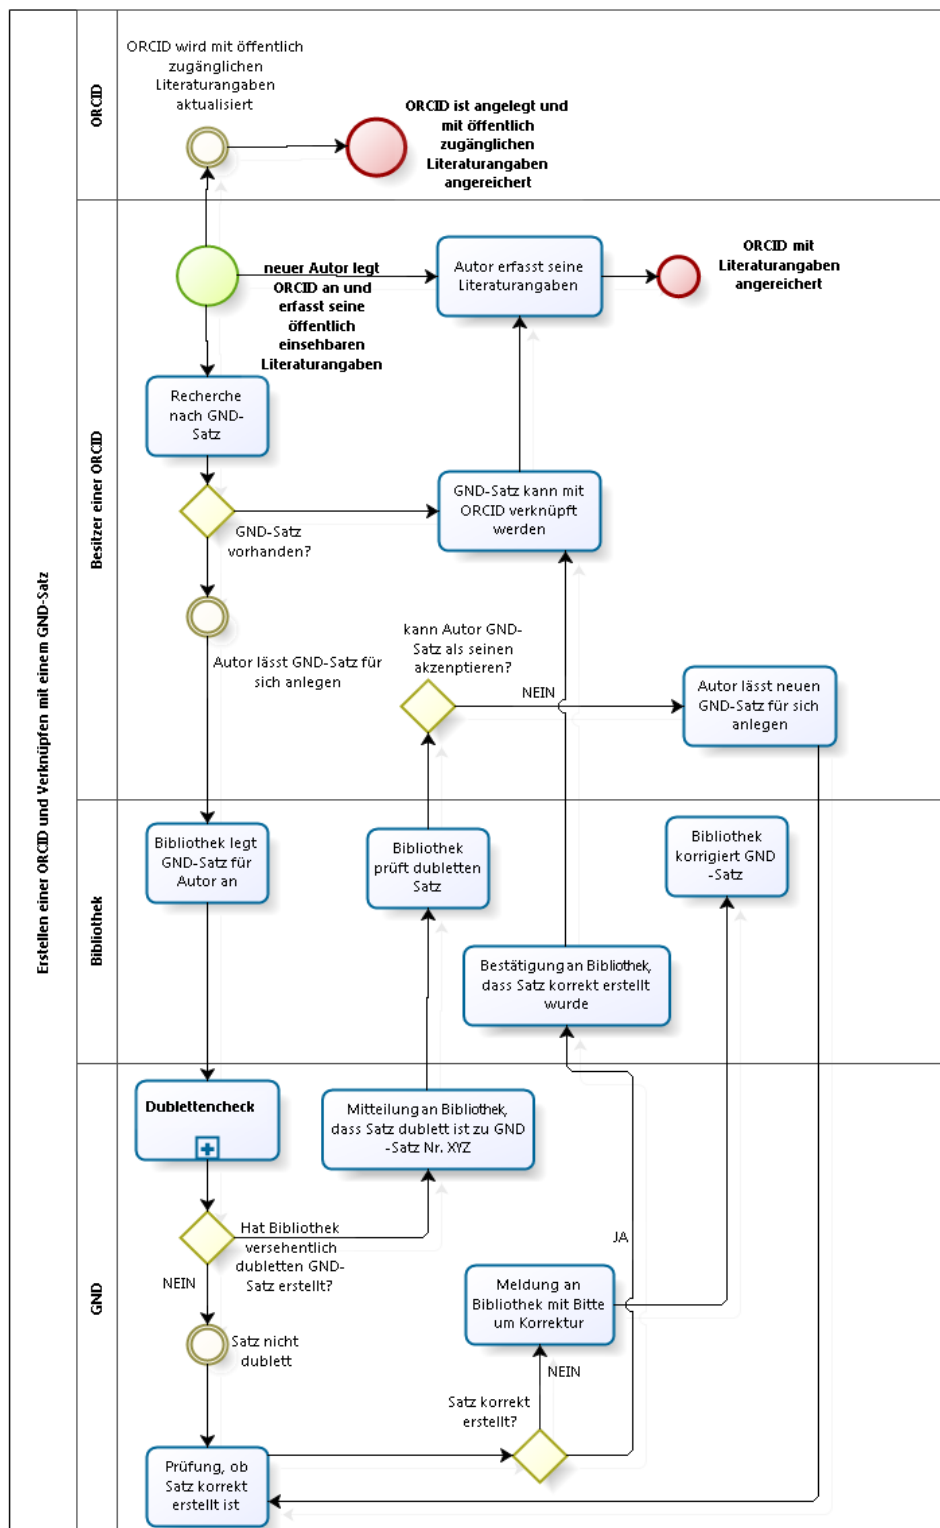 Erstellen einer ORCID und Verknüpfen mit einem GND-Satz
ORCID
ORCID wird mit öffentlich
zugänglichen
Literaturangaben
aktualisiert
ORCID ist angelegt und
mit öffentlich
zugänglichen
Literaturangaben
angereichert
Besitzer einer ORCID
neuer Autor legt
ORCID an und
erfasst seine
öffentlich
einsehbaren
Literaturangaben
Autor erfasst seine
Literaturangaben
ORCID mit
Literaturangaben
angereichert
Recherche
nach GND-
Satz
GND-Satz
vorhanden?
GND-Satz kann mit
ORCID verknüpft
werden
Autor lässt GND-Satz für
sich anlegen
kann Autor GND-
Satz als seinen
akzenptieren?
NEIN
Autor lässt neuen
GND-Satz für sich
anlegen
Bibliothek
Bibliothek legt
GND-Satz für
Autor an
Bibliothek
prüft dubletten
Satz
Bibliothek
korrigiert GND
-Satz
Bestätigung an Bibliothek,
dass Satz korrekt erstellt
wurde
GND
Dublettencheck
Mitteilung an Bibliothek,
dass Satz dublett ist zu GND
-Satz Nr. XYZ
Hat Bibliothek
versehentlich
dubletten GND-
Satz erstellt?
NEIN
JA
Satz nicht
dublett
Meldung an
Bibliothek mit Bitte
um Korrektur
NEIN
Satz korrekt
erstellt?
Prüfung, ob
Satz korrekt
erstellt ist